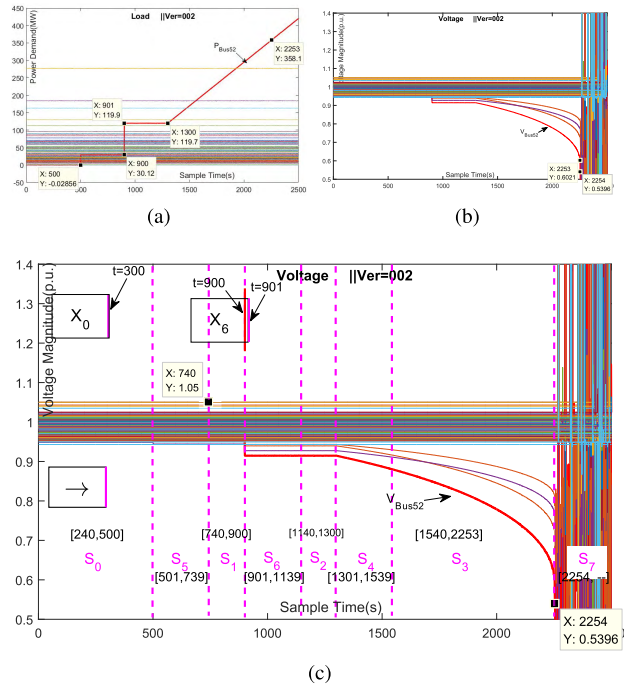 Load ||Ver=002
Power Demand(MW)
450
400
350
300
250
200
150
100
50
0
-50
P_Bus52
X: 2253
Y: 358.1
X: 901
Y: 119.9
X: 1300
Y: 119.7
X: 900
Y: 30.12
X: 500
Y: -0.02856
Sample Time(s)
0 500 1000 1500 2000 2500
(a)
Voltage ||Ver=002
1.4
1.3
1.2
1.1
1
0.9
0.8
0.7
0.6
0.5
V_Bus52
X: 2253
Y: 0.6021
X: 2254
Y: 0.5396
Sample Time(s)
0 500 1000 1500 2000
(b)
Voltage ||Ver=002
Voltage Magnitude(p.u.)
1.4
1.3
1.2
1.1
1
0.9
0.8
0.7
0.6
0.5
t=300
X_0
t=900
t=901
X_6
X: 740
Y: 1.05
→
V_Bus52
[240,500]
[740,900]
[1140,1300]
[1540,2253]
S_0 S_5 S_1 S_6 S_2 S_4 S_3 S_7
[501,739]
[901,1139]
[1301,1539]
Sample Time(s)
X: 2254
Y: 0.5396
0 500 1000 1500 2000
(c)